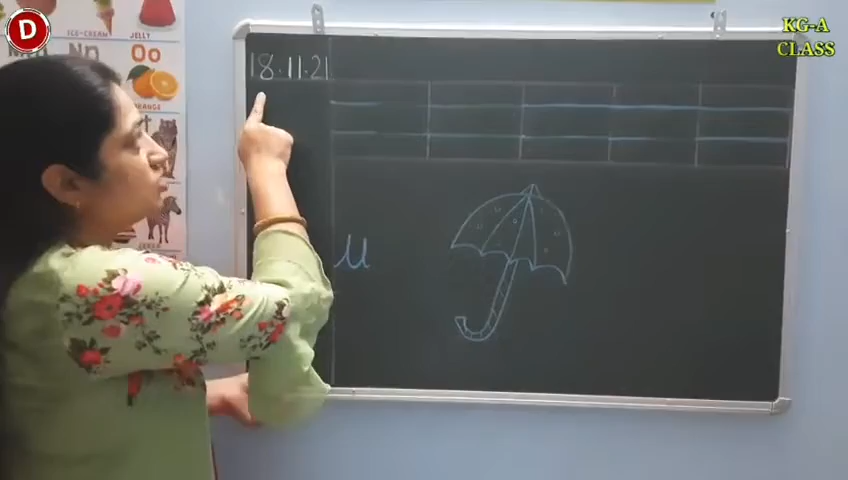 D
KG-A
CLASS
ICE-CREAM
JELLY
Nn
Oo
ORANGE
ZEBRA
18.11.21
u